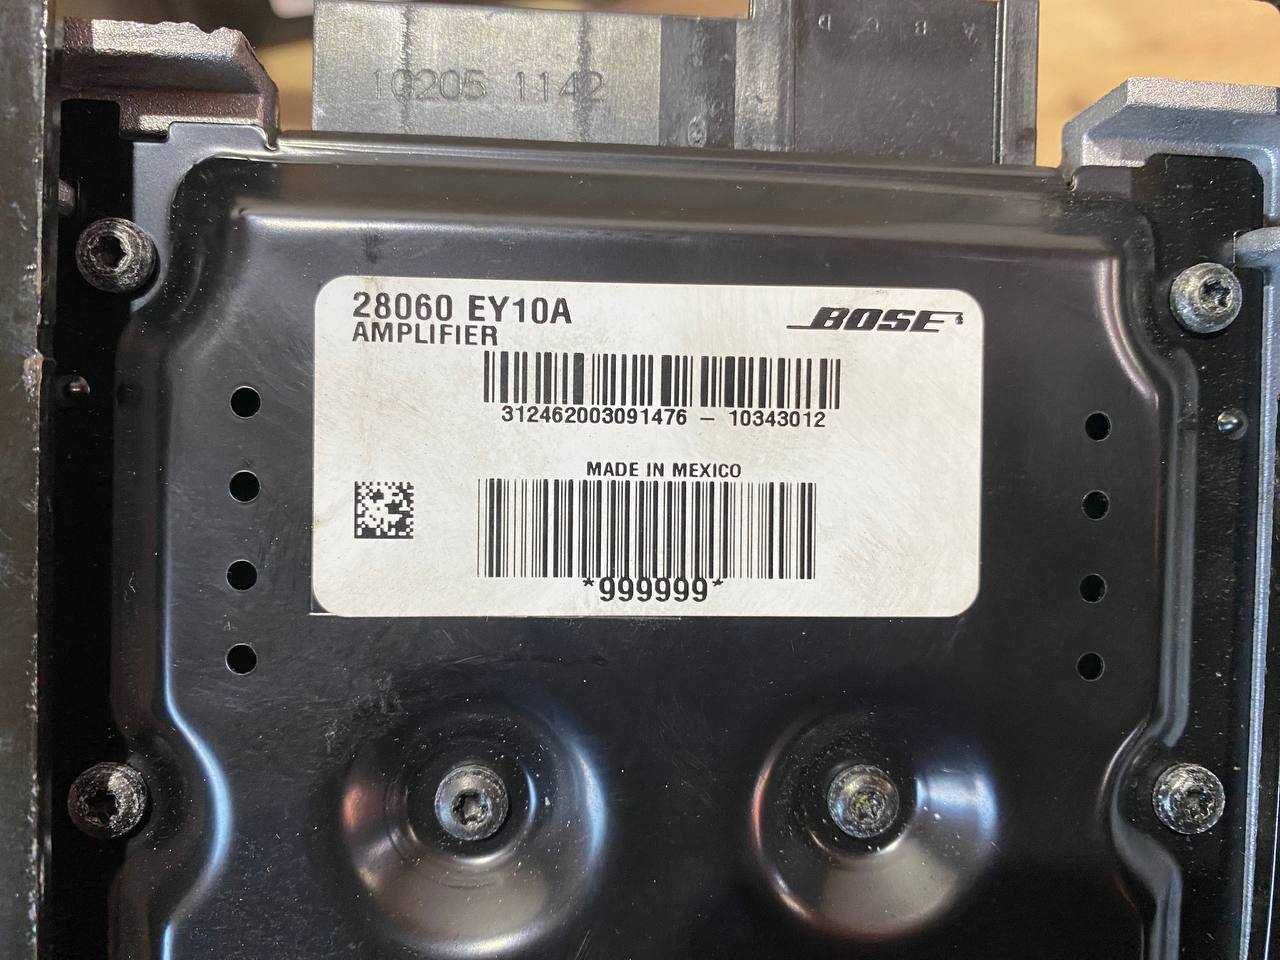 10205 1142
A B C D
28060 EY10A
AMPLIFIER
BOSE
312462003091476 – 10343012
MADE IN MEXICO
*999999*